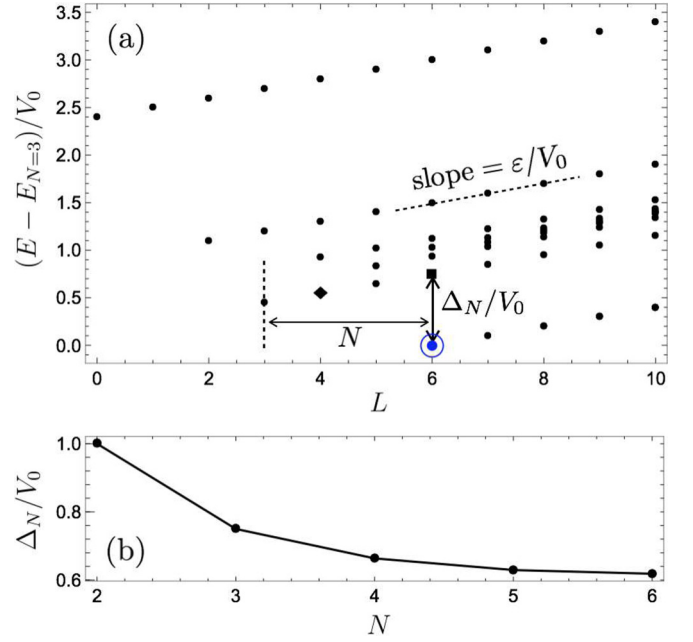 (a)
3.5
3.0
2.5
2.0
1.5
1.0
0.5
0.0
(E − E_{N=3})/V_0
slope = ε/V_0
Δ_N/V_0
N
0 2 4 6 8 10
L
(b)
1.0
0.8
0.6
Δ_N/V_0
2 3 4 5 6
N